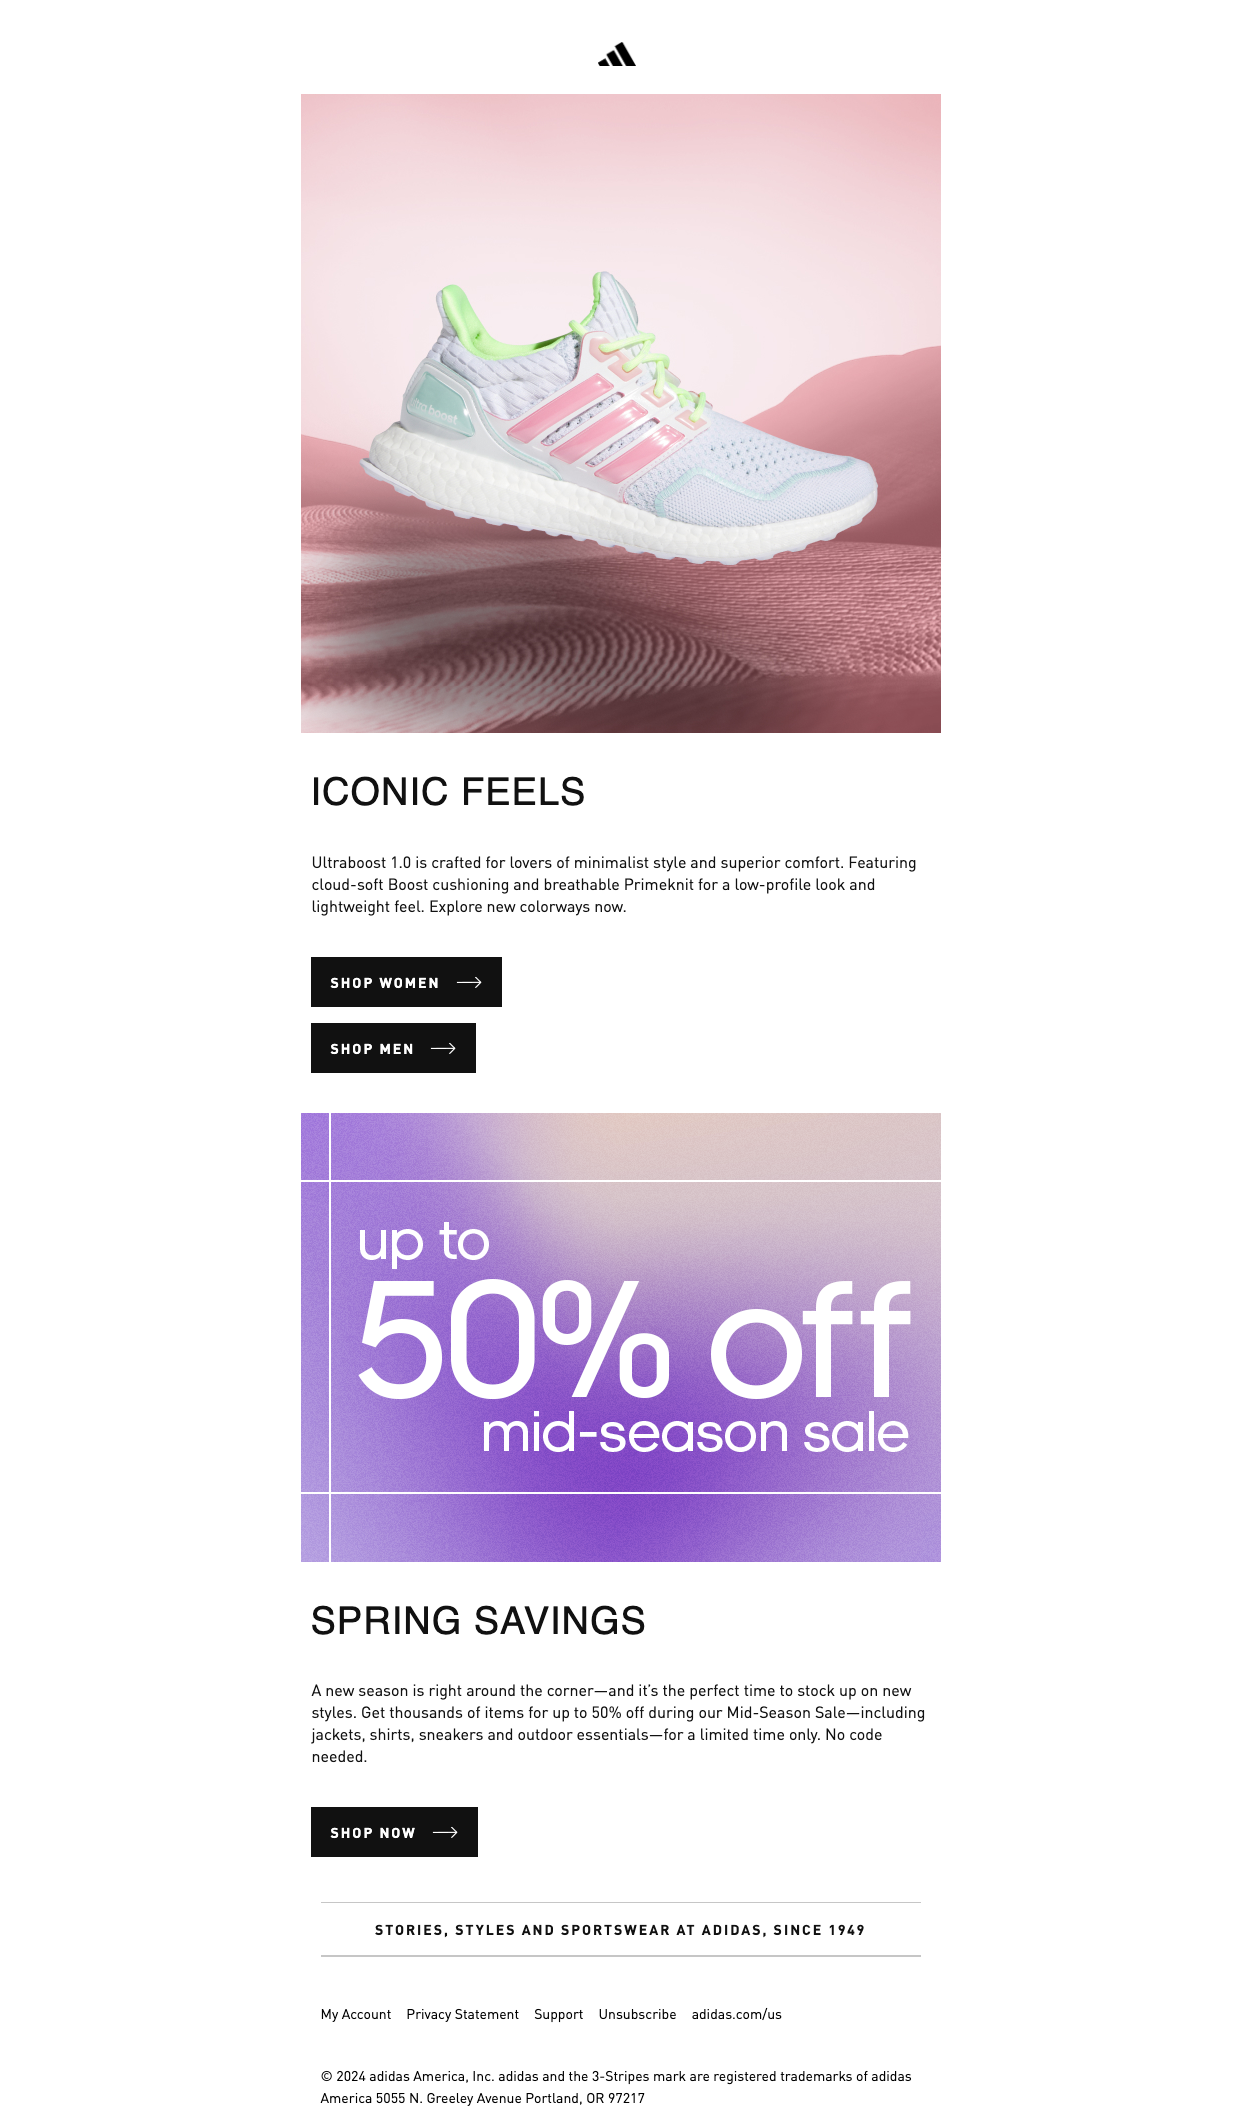 ICONIC FEELS
Ultraboost 1.0 is crafted for lovers of minimalist style and superior comfort. Featuring
cloud-soft Boost cushioning and breathable Primeknit for a low-profile look and
lightweight feel. Explore new colorways now.
SHOP WOMEN
SHOP MEN
up to
50% off
mid-season sale
SPRING SAVINGS
A new season is right around the corner—and it's the perfect time to stock up on new
styles. Get thousands of items for up to 50% off during our Mid-Season Sale—including
jackets, shirts, sneakers and outdoor essentials—for a limited time only. No code
needed.
SHOP NOW
STORIES, STYLES AND SPORTSWEAR AT ADIDAS, SINCE 1949
My Account Privacy Statement Support Unsubscribe adidas.com/us
© 2024 adidas America, Inc. adidas and the 3-Stripes mark are registered trademarks of adidas
America 5055 N. Greeley Avenue Portland, OR 97217